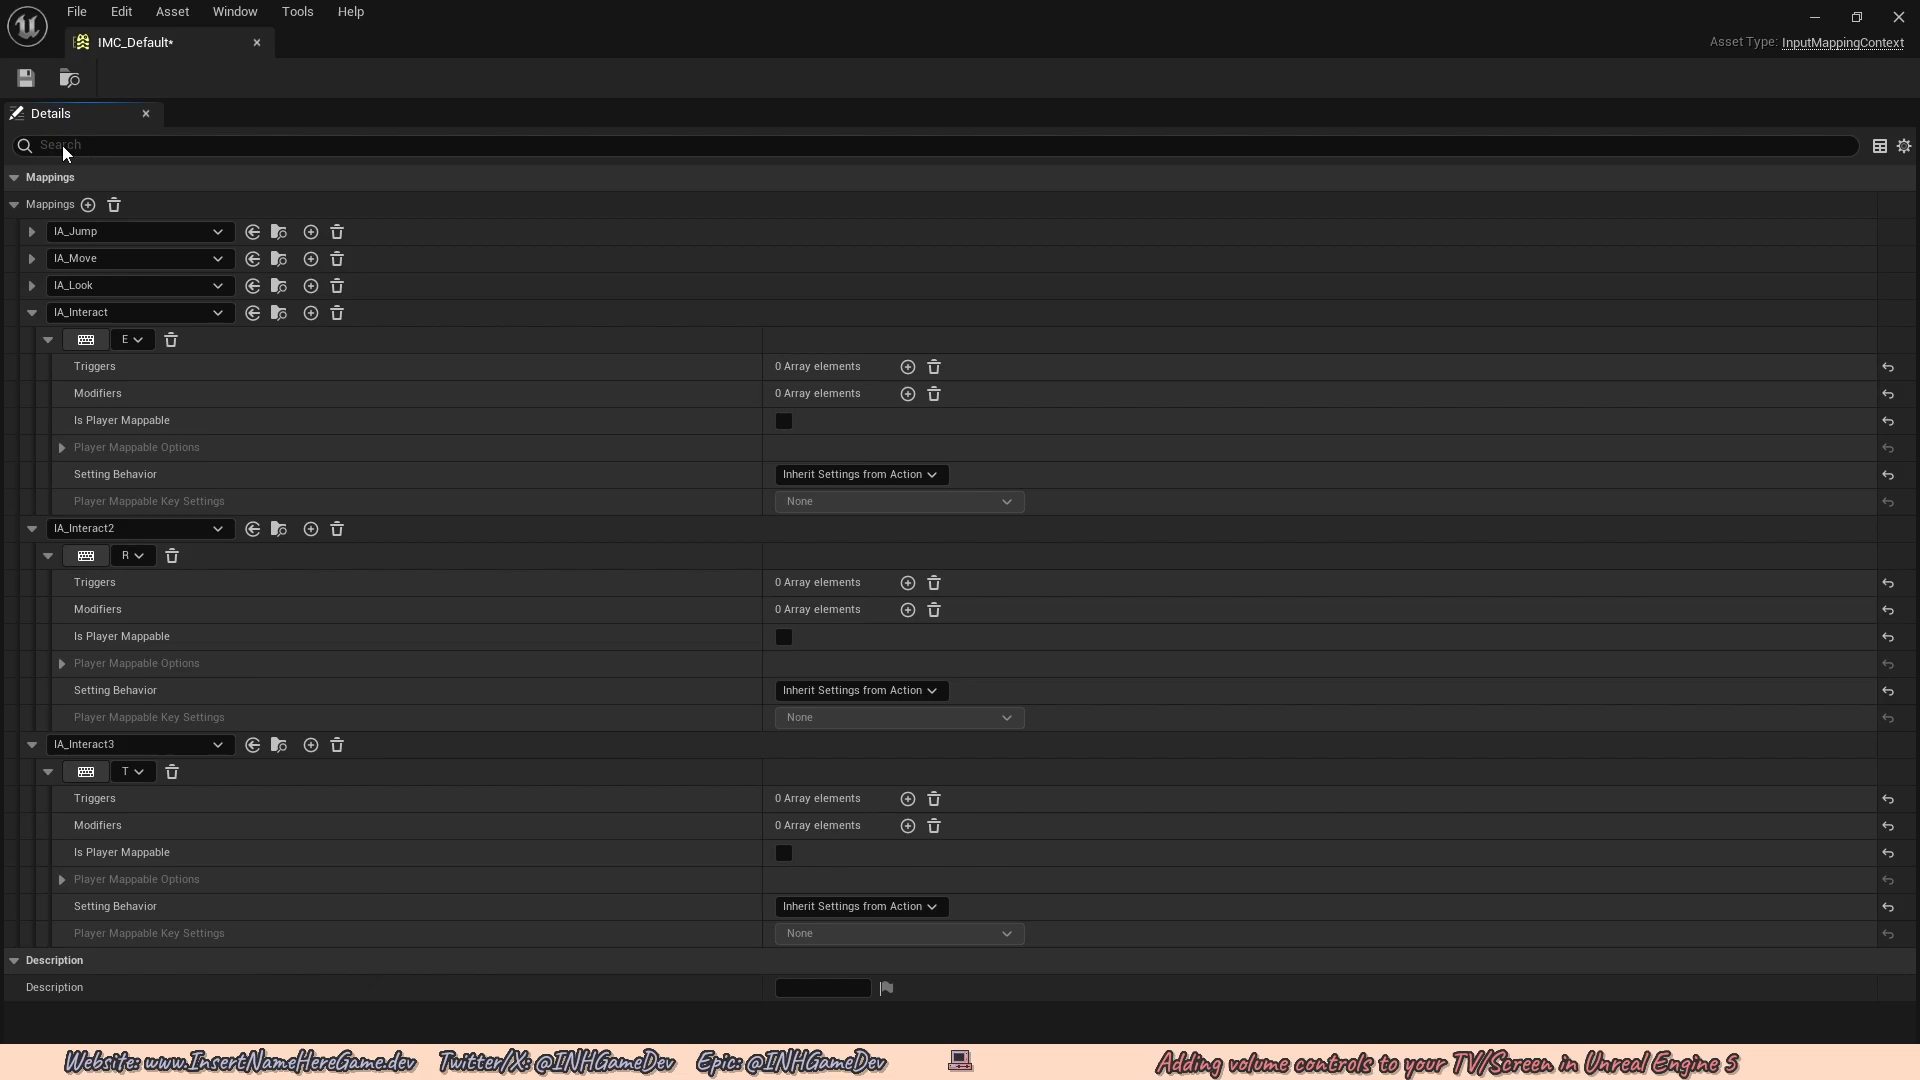 File Edit Asset Window Tools Help
IMC_Default*
Asset Type: InputMappingContext
Details
Search
Mappings
Mappings
IA_Jump
IA_Move
IA_Look
IA_Interact
E
Triggers 0 Array elements
Modifiers 0 Array elements
Is Player Mappable
Player Mappable Options
Setting Behavior Inherit Settings from Action
Player Mappable Key Settings None
IA_Interact2
R
Triggers 0 Array elements
Modifiers 0 Array elements
Is Player Mappable
Player Mappable Options
Setting Behavior Inherit Settings from Action
Player Mappable Key Settings None
IA_Interact3
T
Triggers 0 Array elements
Modifiers 0 Array elements
Is Player Mappable
Player Mappable Options
Setting Behavior Inherit Settings from Action
Player Mappable Key Settings None
Description
Description
Website: www.InsertNameHereGame.dev Twitter/X: @INHGameDev Epic: @INHGameDev Adding volume controls to your TV/Screen in Unreal Engine 5